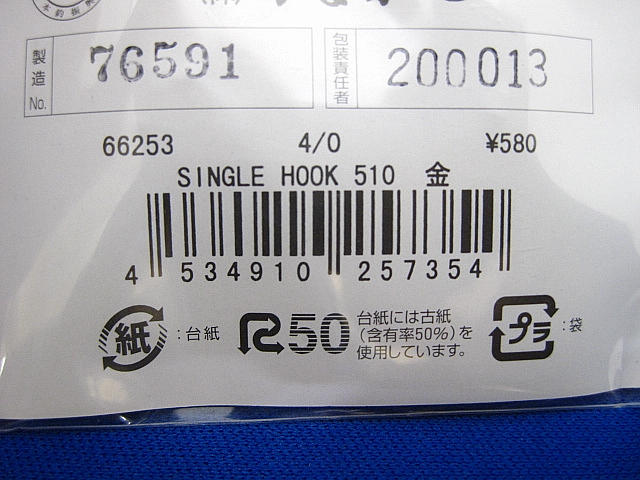 製造No. 76591 包装責任者 200013
66253 4/0 ¥580
SINGLE HOOK 510 金
4 534910 257354
紙 :台紙 R50 台紙には古紙
(含有率50%)を
使用しています。
プラ :袋